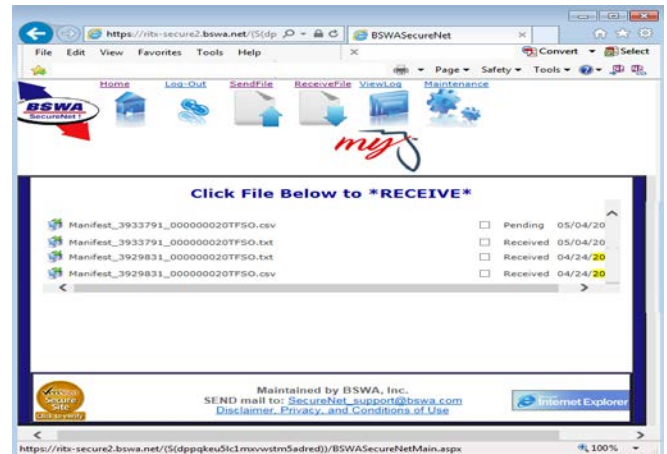 https://ritx-secure2.bswa.net/(S(dp
BSWASecureNet
File Edit View Favorites Tools Help
Convert Select
Page Safety Tools
Home Log-Out SendFile ReceiveFile ViewLog Maintenance
BSWA
SecureNet !
my
Click File Below to *RECEIVE*
Manifest_3933791_000000020TFSO.csv Pending 05/04/20
Manifest_3933791_000000020TFSO.txt Received 05/04/20
Manifest_3929831_000000020TFSO.txt Received 04/24/20
Manifest_3929831_000000020TFSO.csv Received 04/24/20
Secure
Site
Maintained by BSWA, Inc.
SEND mail to: SecureNet_support@bswa.com
Disclaimer, Privacy, and Conditions of Use
Internet Explorer
https://ritx-secure2.bswa.net/(S(dppqkeu5lc1mxvwstm5adred))/BSWASecureNetMain.aspx
100%